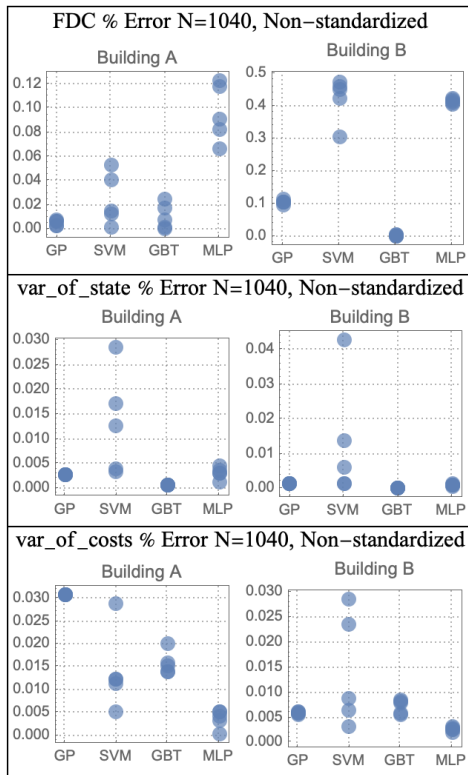 FDC % Error N=1040, Non-standardized
Building A
Building B
0.12
0.10
0.08
0.06
0.04
0.02
0.00
GP SVM GBT MLP
0.5
0.4
0.3
0.2
0.1
0.0
GP SVM GBT MLP
var_of_state % Error N=1040, Non-standardized
Building A
Building B
0.030
0.025
0.020
0.015
0.010
0.005
0.000
GP SVM GBT MLP
0.04
0.03
0.02
0.01
0.00
GP SVM GBT MLP
var_of_costs % Error N=1040, Non-standardized
Building A
Building B
0.030
0.025
0.020
0.015
0.010
0.005
0.000
GP SVM GBT MLP
0.030
0.025
0.020
0.015
0.010
0.005
0.000
GP SVM GBT MLP